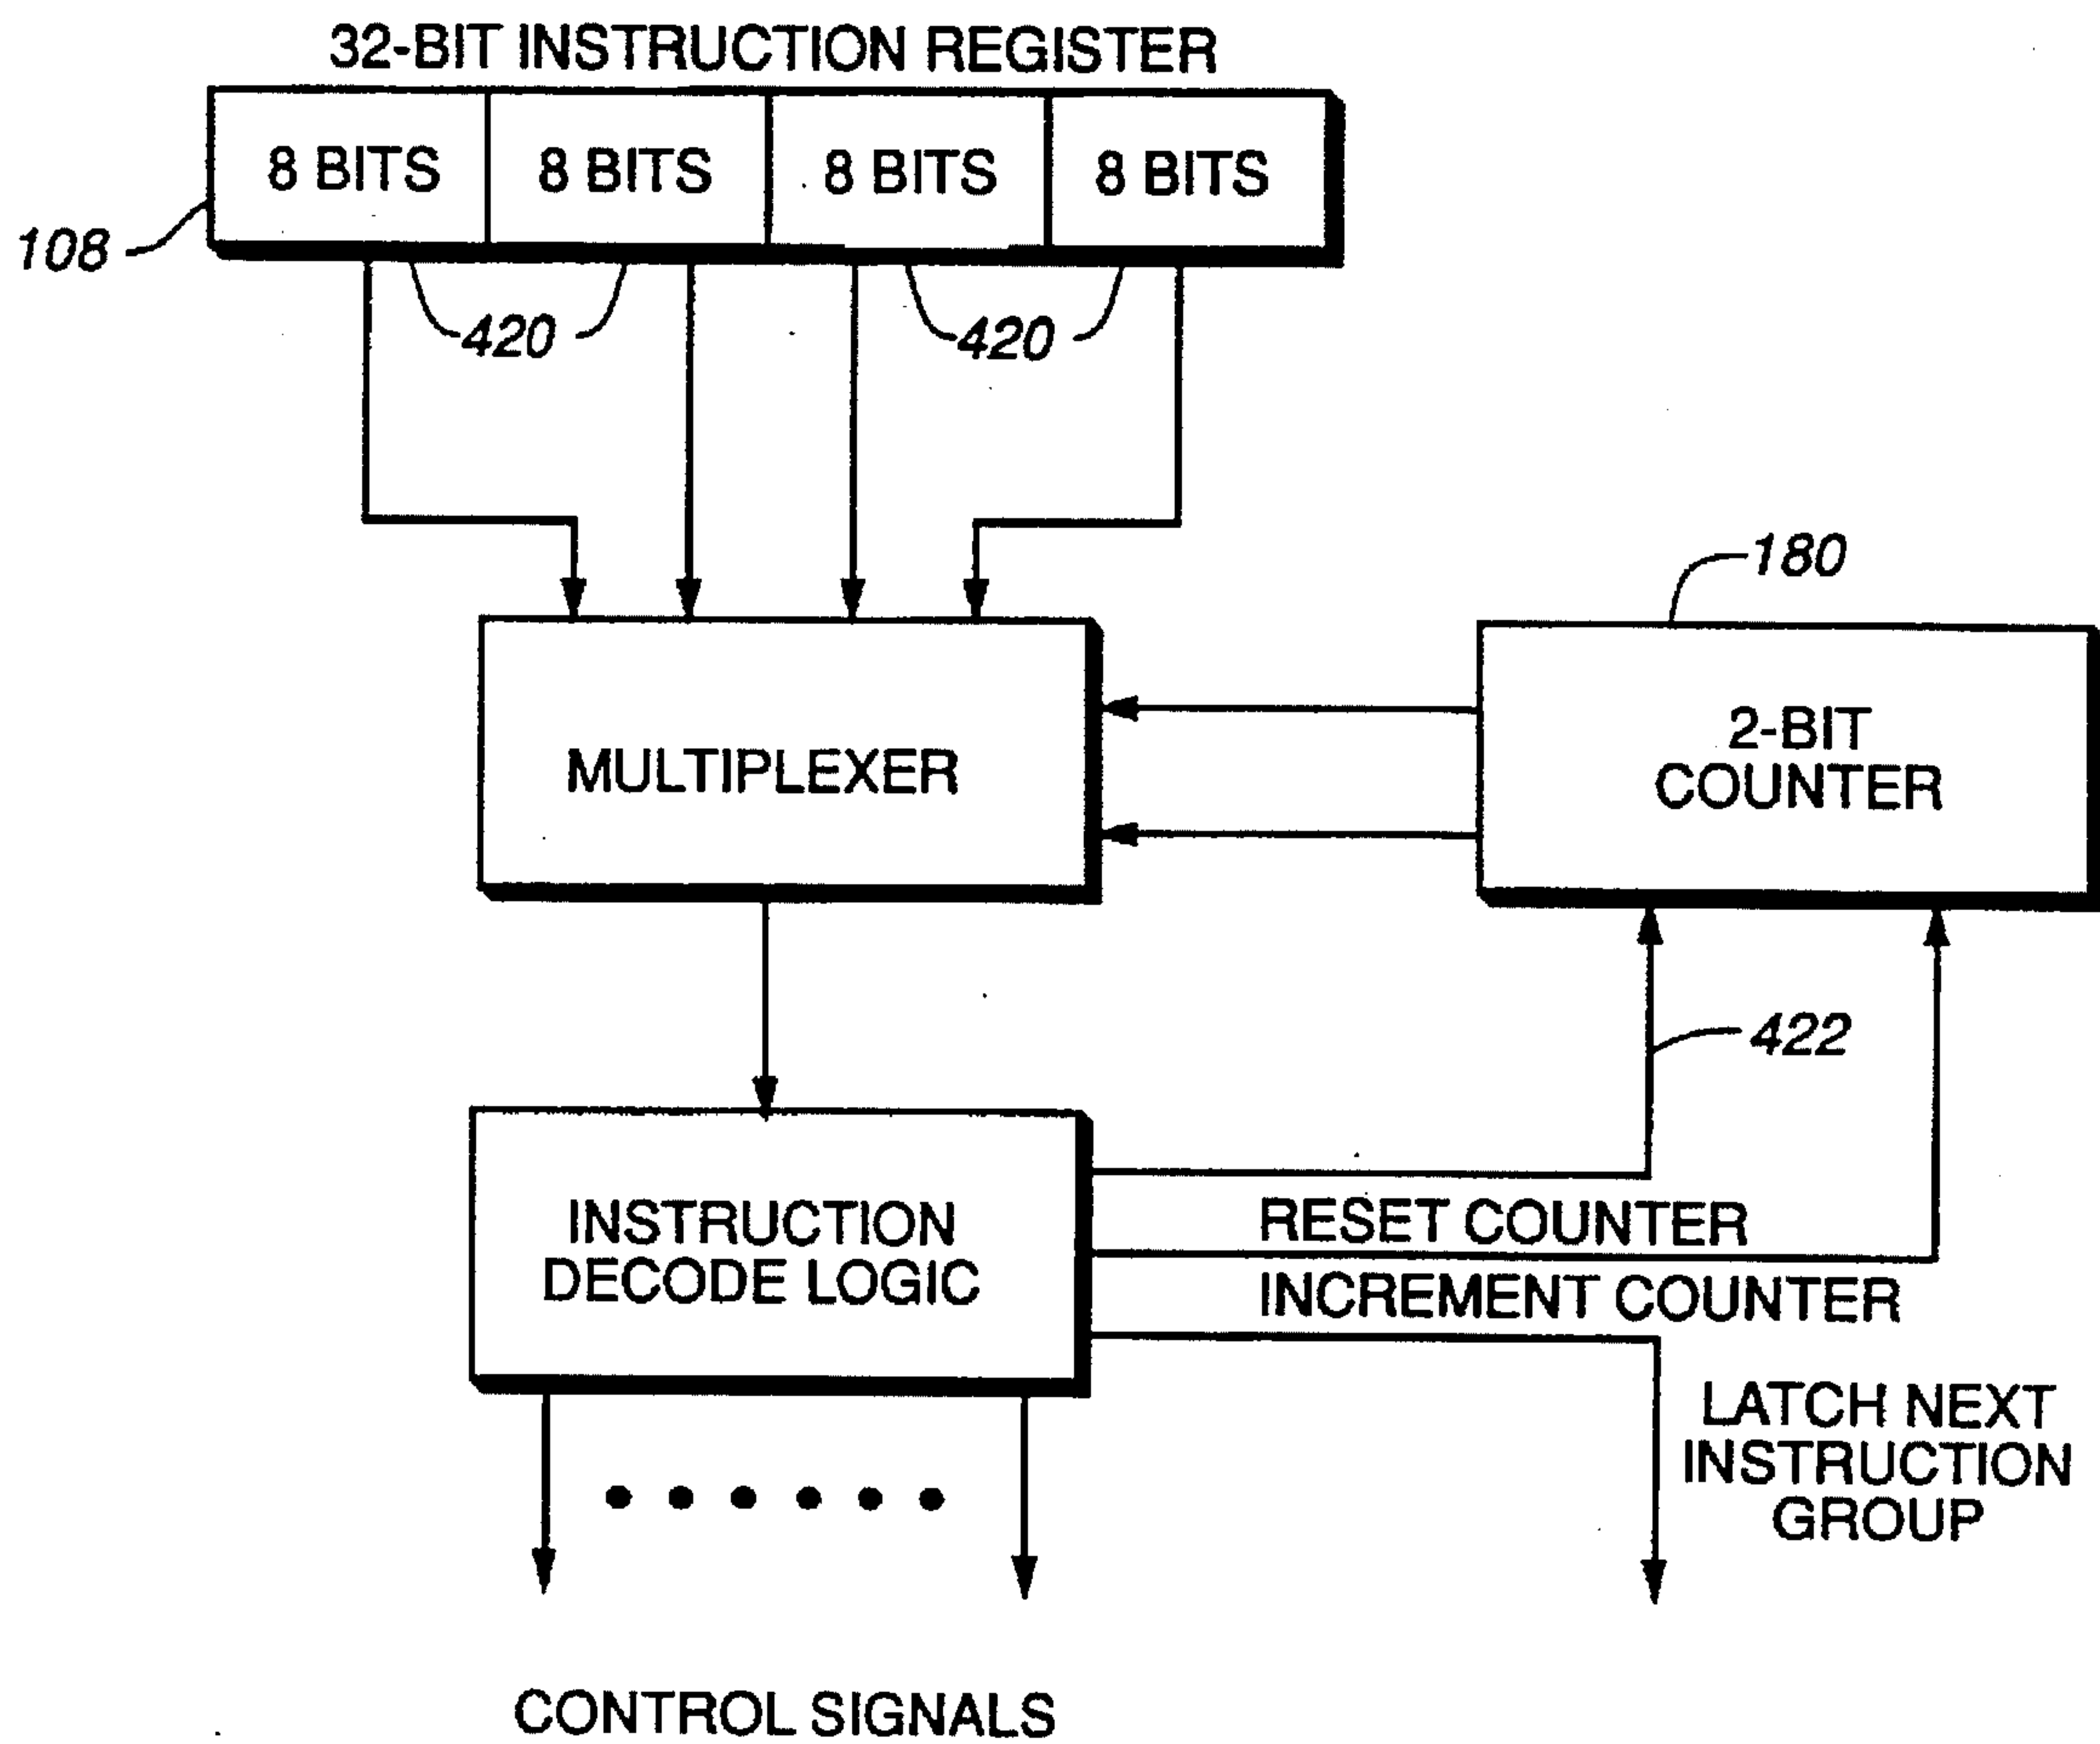 32-BIT INSTRUCTION REGISTER
8 BITS 8 BITS 8 BITS 8 BITS
108
420 420
180
2-BIT
COUNTER
MULTIPLEXER
422
INSTRUCTION
DECODE LOGIC
RESET COUNTER
INCREMENT COUNTER
LATCH NEXT
INSTRUCTION
GROUP
CONTROL SIGNALS